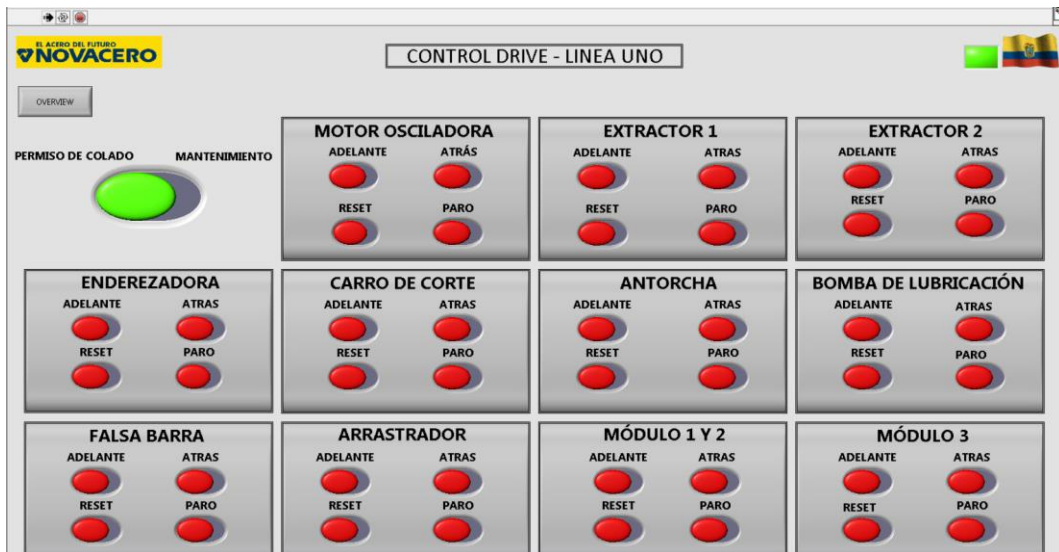 EL ACERO DEL FUTURO
NOVACERO
CONTROL DRIVE - LINEA UNO
OVERVIEW
PERMISO DE COLADO MANTENIMIENTO
MOTOR OSCILADORA
ADELANTE ATRÁS
RESET PARO
EXTRACTOR 1
ADELANTE ATRAS
RESET PARO
EXTRACTOR 2
ADELANTE ATRAS
RESET PARO
ENDEREZADORA
ADELANTE ATRAS
RESET PARO
CARRO DE CORTE
ADELANTE ATRAS
RESET PARO
ANTORCHA
ADELANTE ATRAS
RESET PARO
BOMBA DE LUBRICACIÓN
ADELANTE ATRAS
RESET PARO
FALSA BARRA
ADELANTE ATRAS
RESET PARO
ARRASTRADOR
ADELANTE ATRAS
RESET PARO
MÓDULO 1 Y 2
ADELANTE ATRAS
RESET PARO
MÓDULO 3
ADELANTE ATRAS
RESET PARO